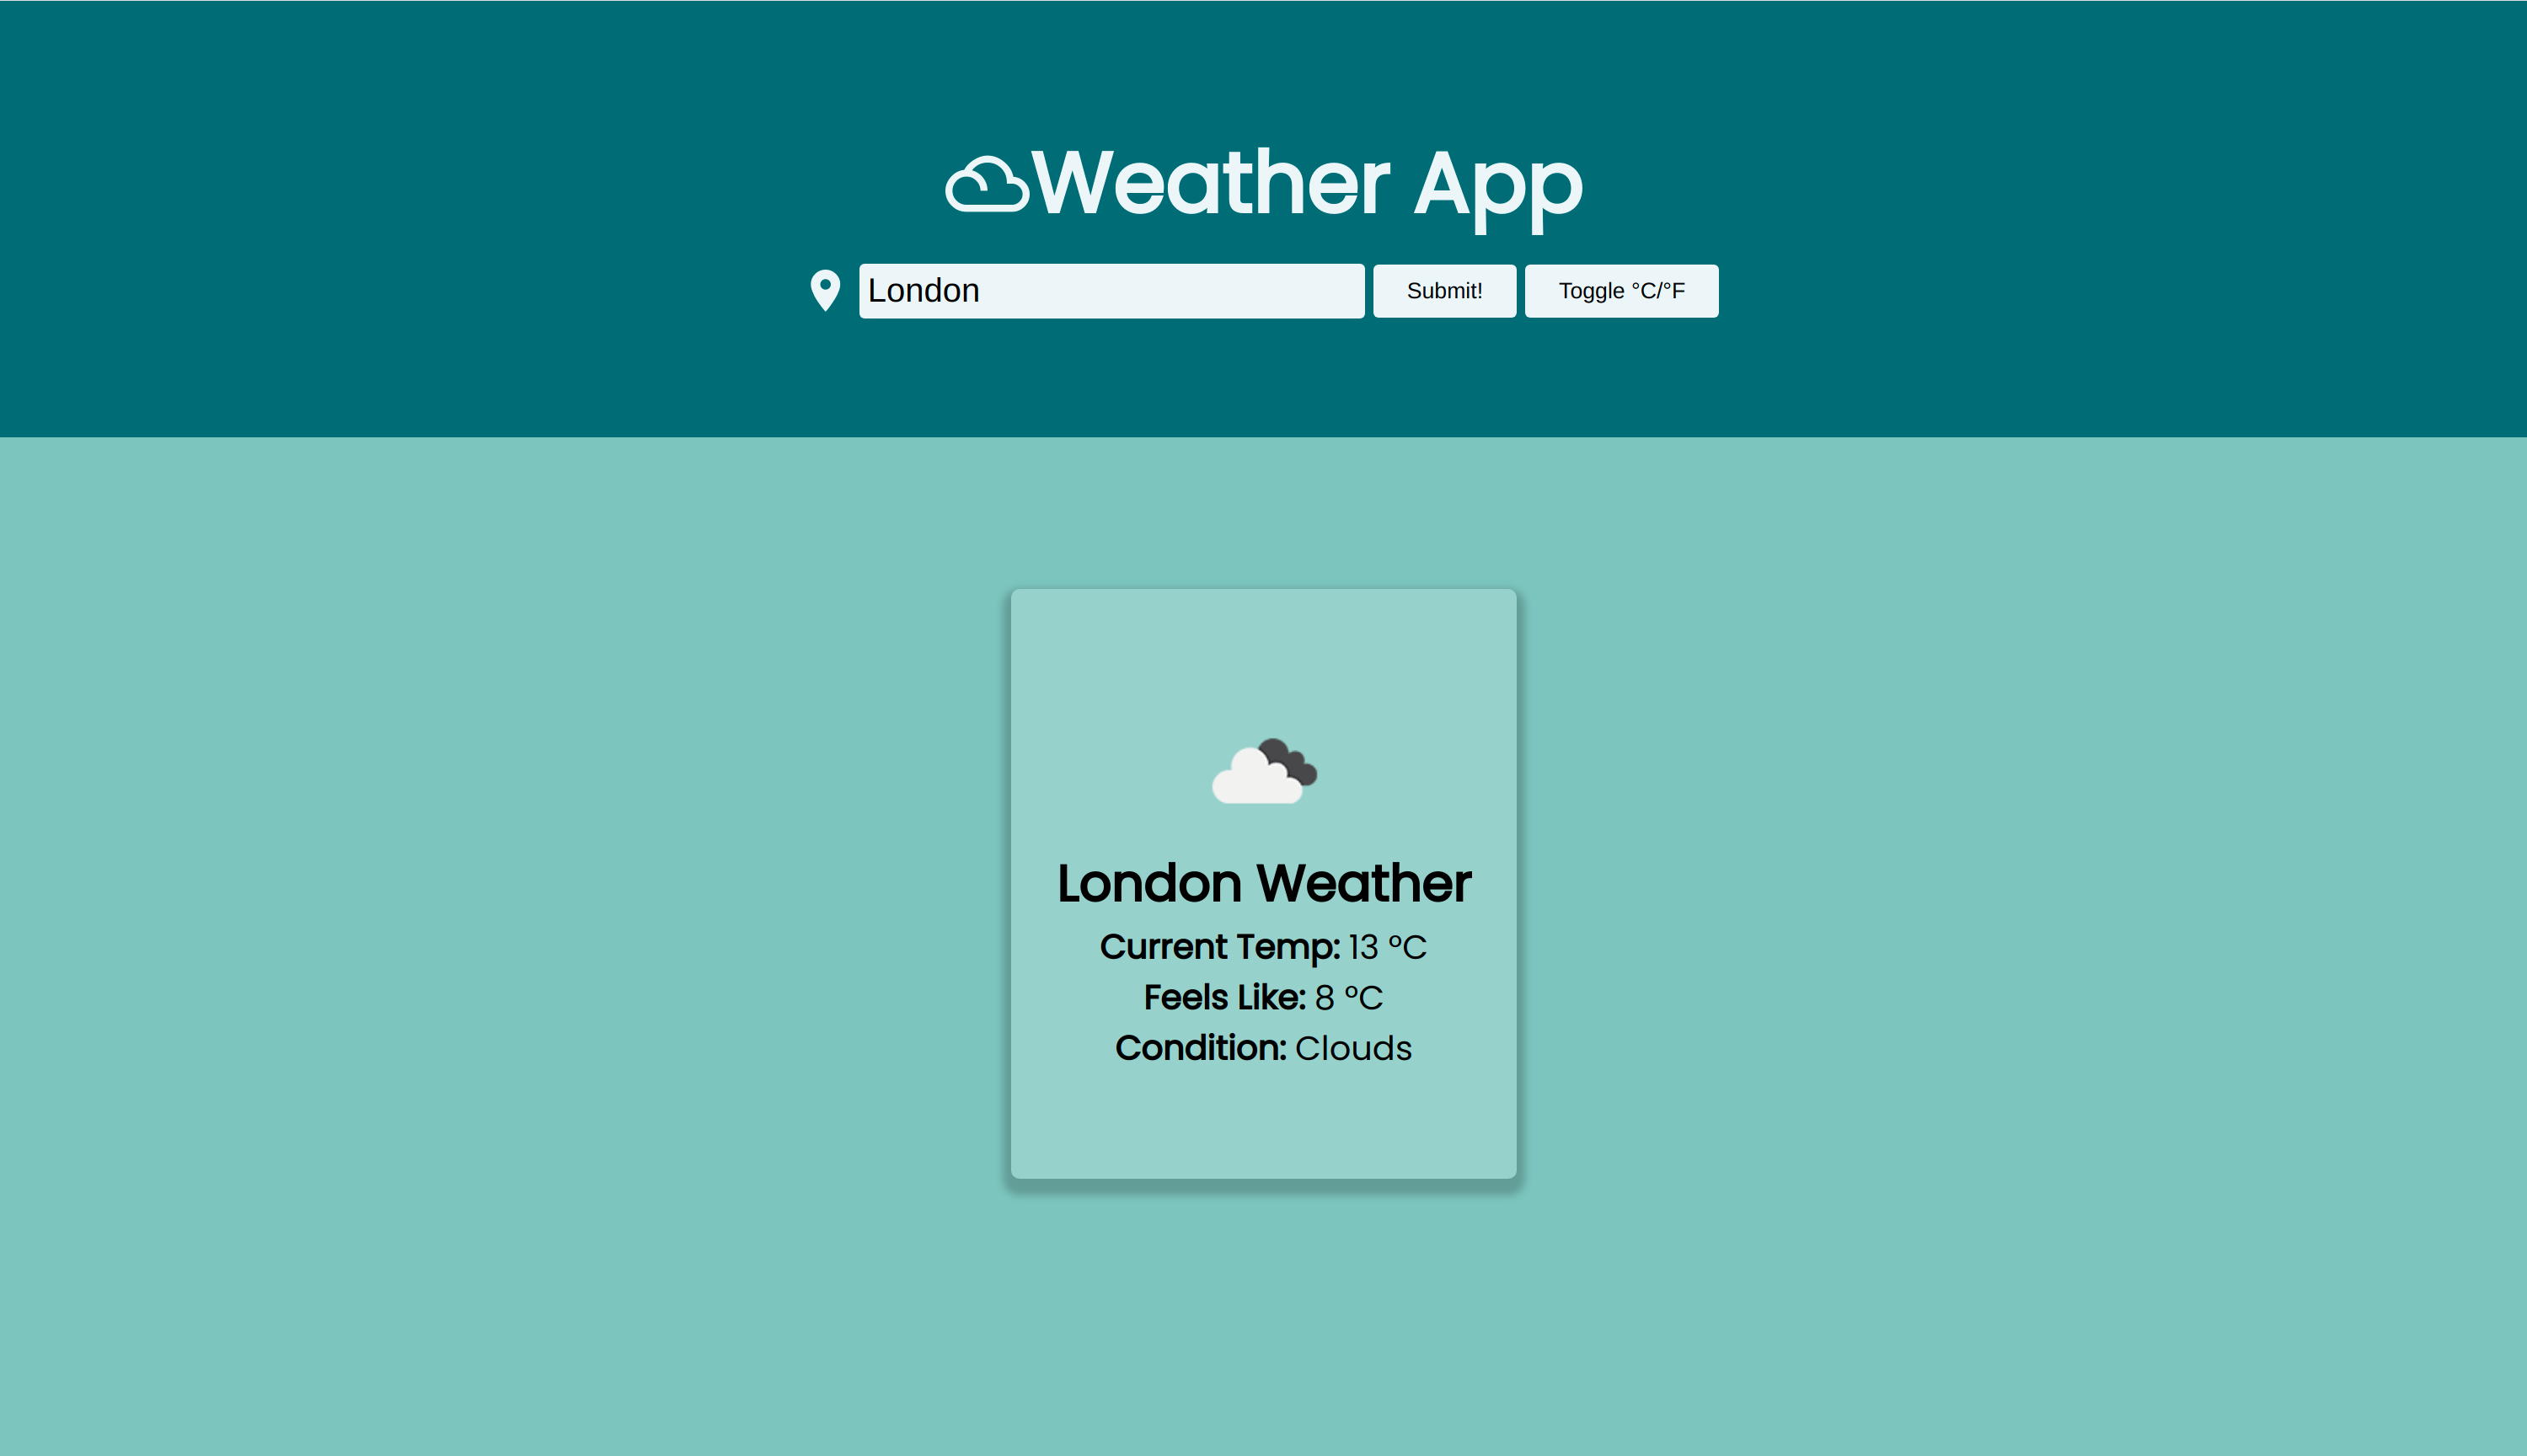 Weather App
London Submit! Toggle °C/°F
London Weather
Current Temp: 13 °C
Feels Like: 8 °C
Condition: Clouds